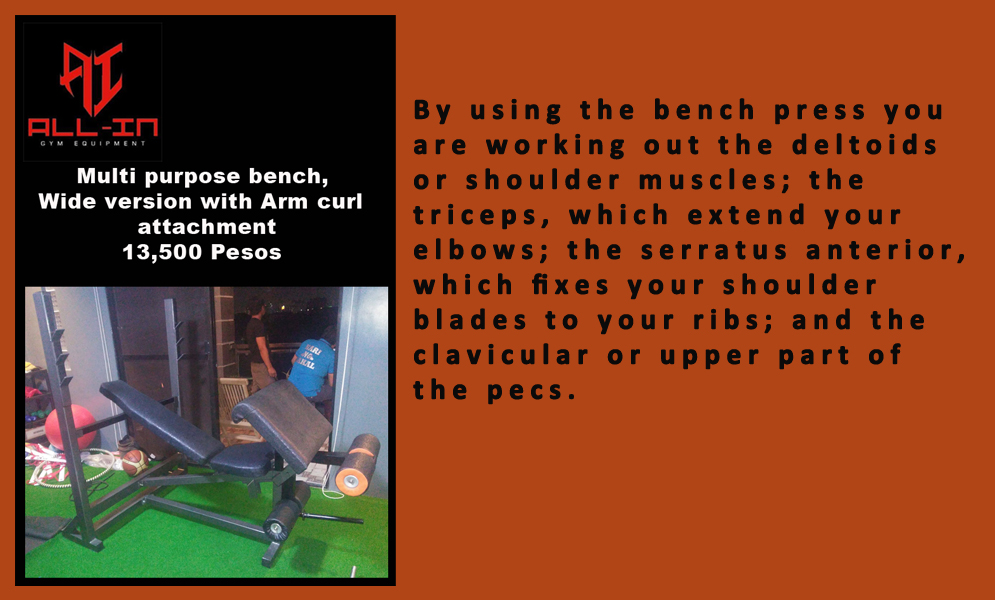 ALL-IN
GYM EQUIPMENT
Multi purpose bench,
Wide version with Arm curl
attachment
13,500 Pesos
By using the bench press you
are working out the deltoids
or shoulder muscles; the
triceps, which extend your
elbows; the serratus anterior,
which fixes your shoulder
blades to your ribs; and the
clavicular or upper part of
the pecs.